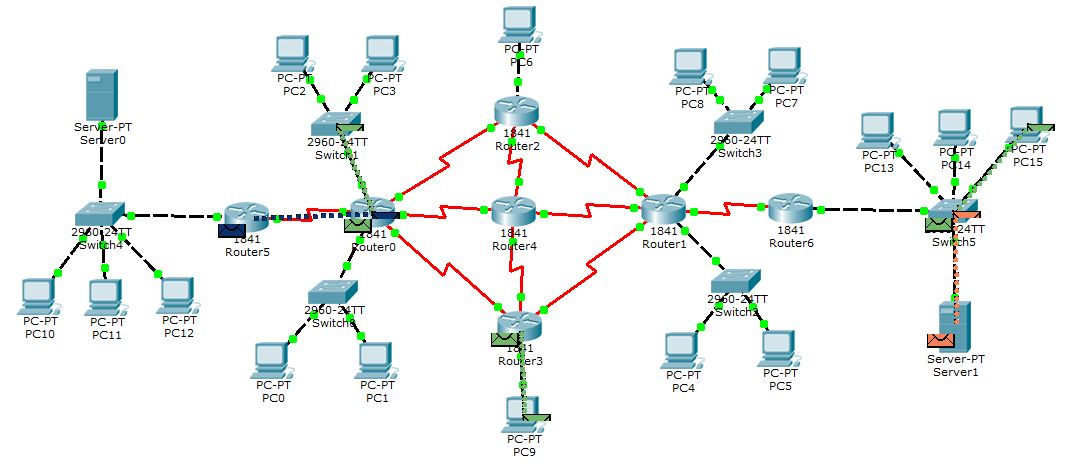 PC-PT
PC6
PC-PT
PC2
PC-PT
PC3
PC-PT
PC8
PC-PT
PC7
Server-PT
Server0
2960-24TT
Switch1
1841
Router2
2960-24TT
Switch3
PC-PT
PC13
PC-PT
PC14
PC-PT
PC15
2960-24TT
Switch4
1841
Router5
1841
Router0
1841
Router4
1841
Router1
1841
Router6
24TT
Switch5
PC-PT
PC10
PC-PT
PC11
PC-PT
PC12
2960-24TT
1841
Router3
2960-24TT
Switch2
PC-PT
PC0
PC-PT
PC1
PC-PT
PC4
PC-PT
PC5
Server-PT
Server1
PC-PT
PC9